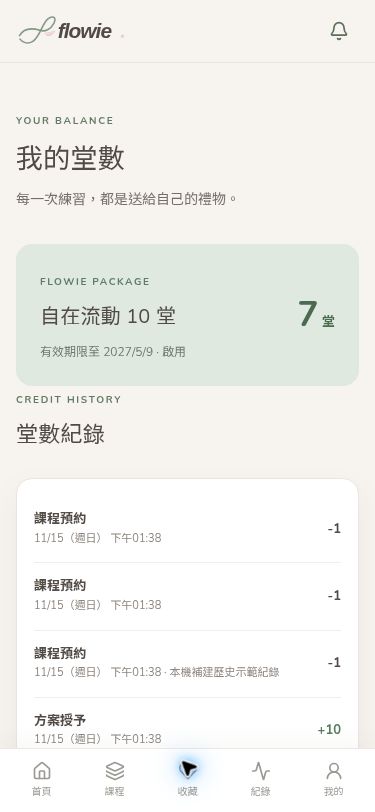 flowie
YOUR BALANCE
我的堂數
每一次練習，都是送給自己的禮物。
FLOWIE PACKAGE
自在流動 10 堂
7 堂
有效期限至 2027/5/9 · 啟用
CREDIT HISTORY
堂數紀錄
課程預約
-1
11/15（週日） 下午01:38
課程預約
-1
11/15（週日） 下午01:38
課程預約
-1
11/15（週日） 下午01:38 · 本機補建歷史示範紀錄
方案授予
+10
11/15（週日） 下午01:38
首頁
課程
收藏
紀錄
我的